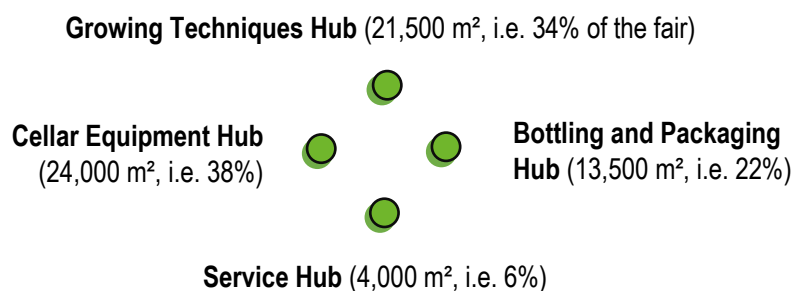 Growing Techniques Hub (21,500 m², i.e. 34% of the fair)
Cellar Equipment Hub
(24,000 m², i.e. 38%)
Bottling and Packaging
Hub (13,500 m², i.e. 22%)
Service Hub (4,000 m², i.e. 6%)